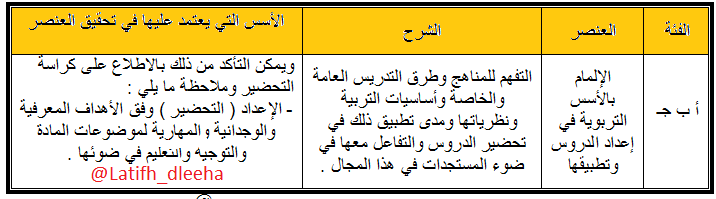 الفئة
العنصر
الشرح
الأسس التي يعتمد عليها في تحقيق العنصر
أ ب جـ
الإلمام
بالأسس
التربوية في
إعداد الدروس
وتطبيقها
التفهم للمناهج وطرق التدريس العامة
والخاصة وأساسيات التربية
ونظرياتها ومدى تطبيق ذلك في
تحضير الدروس والتفاعل معها في
ضوء المستجدات في هذا المجال .
ويمكن التأكد من ذلك بالاطلاع على كراسة
التحضير وملاحظة ما يلي :
- الإعداد ( التحضير ) وفق الأهداف المعرفية
والوجدانية والمهارية لموضوعات المادة
والتوجيه والتعليم في ضوئها .
@Latifh_dleeha